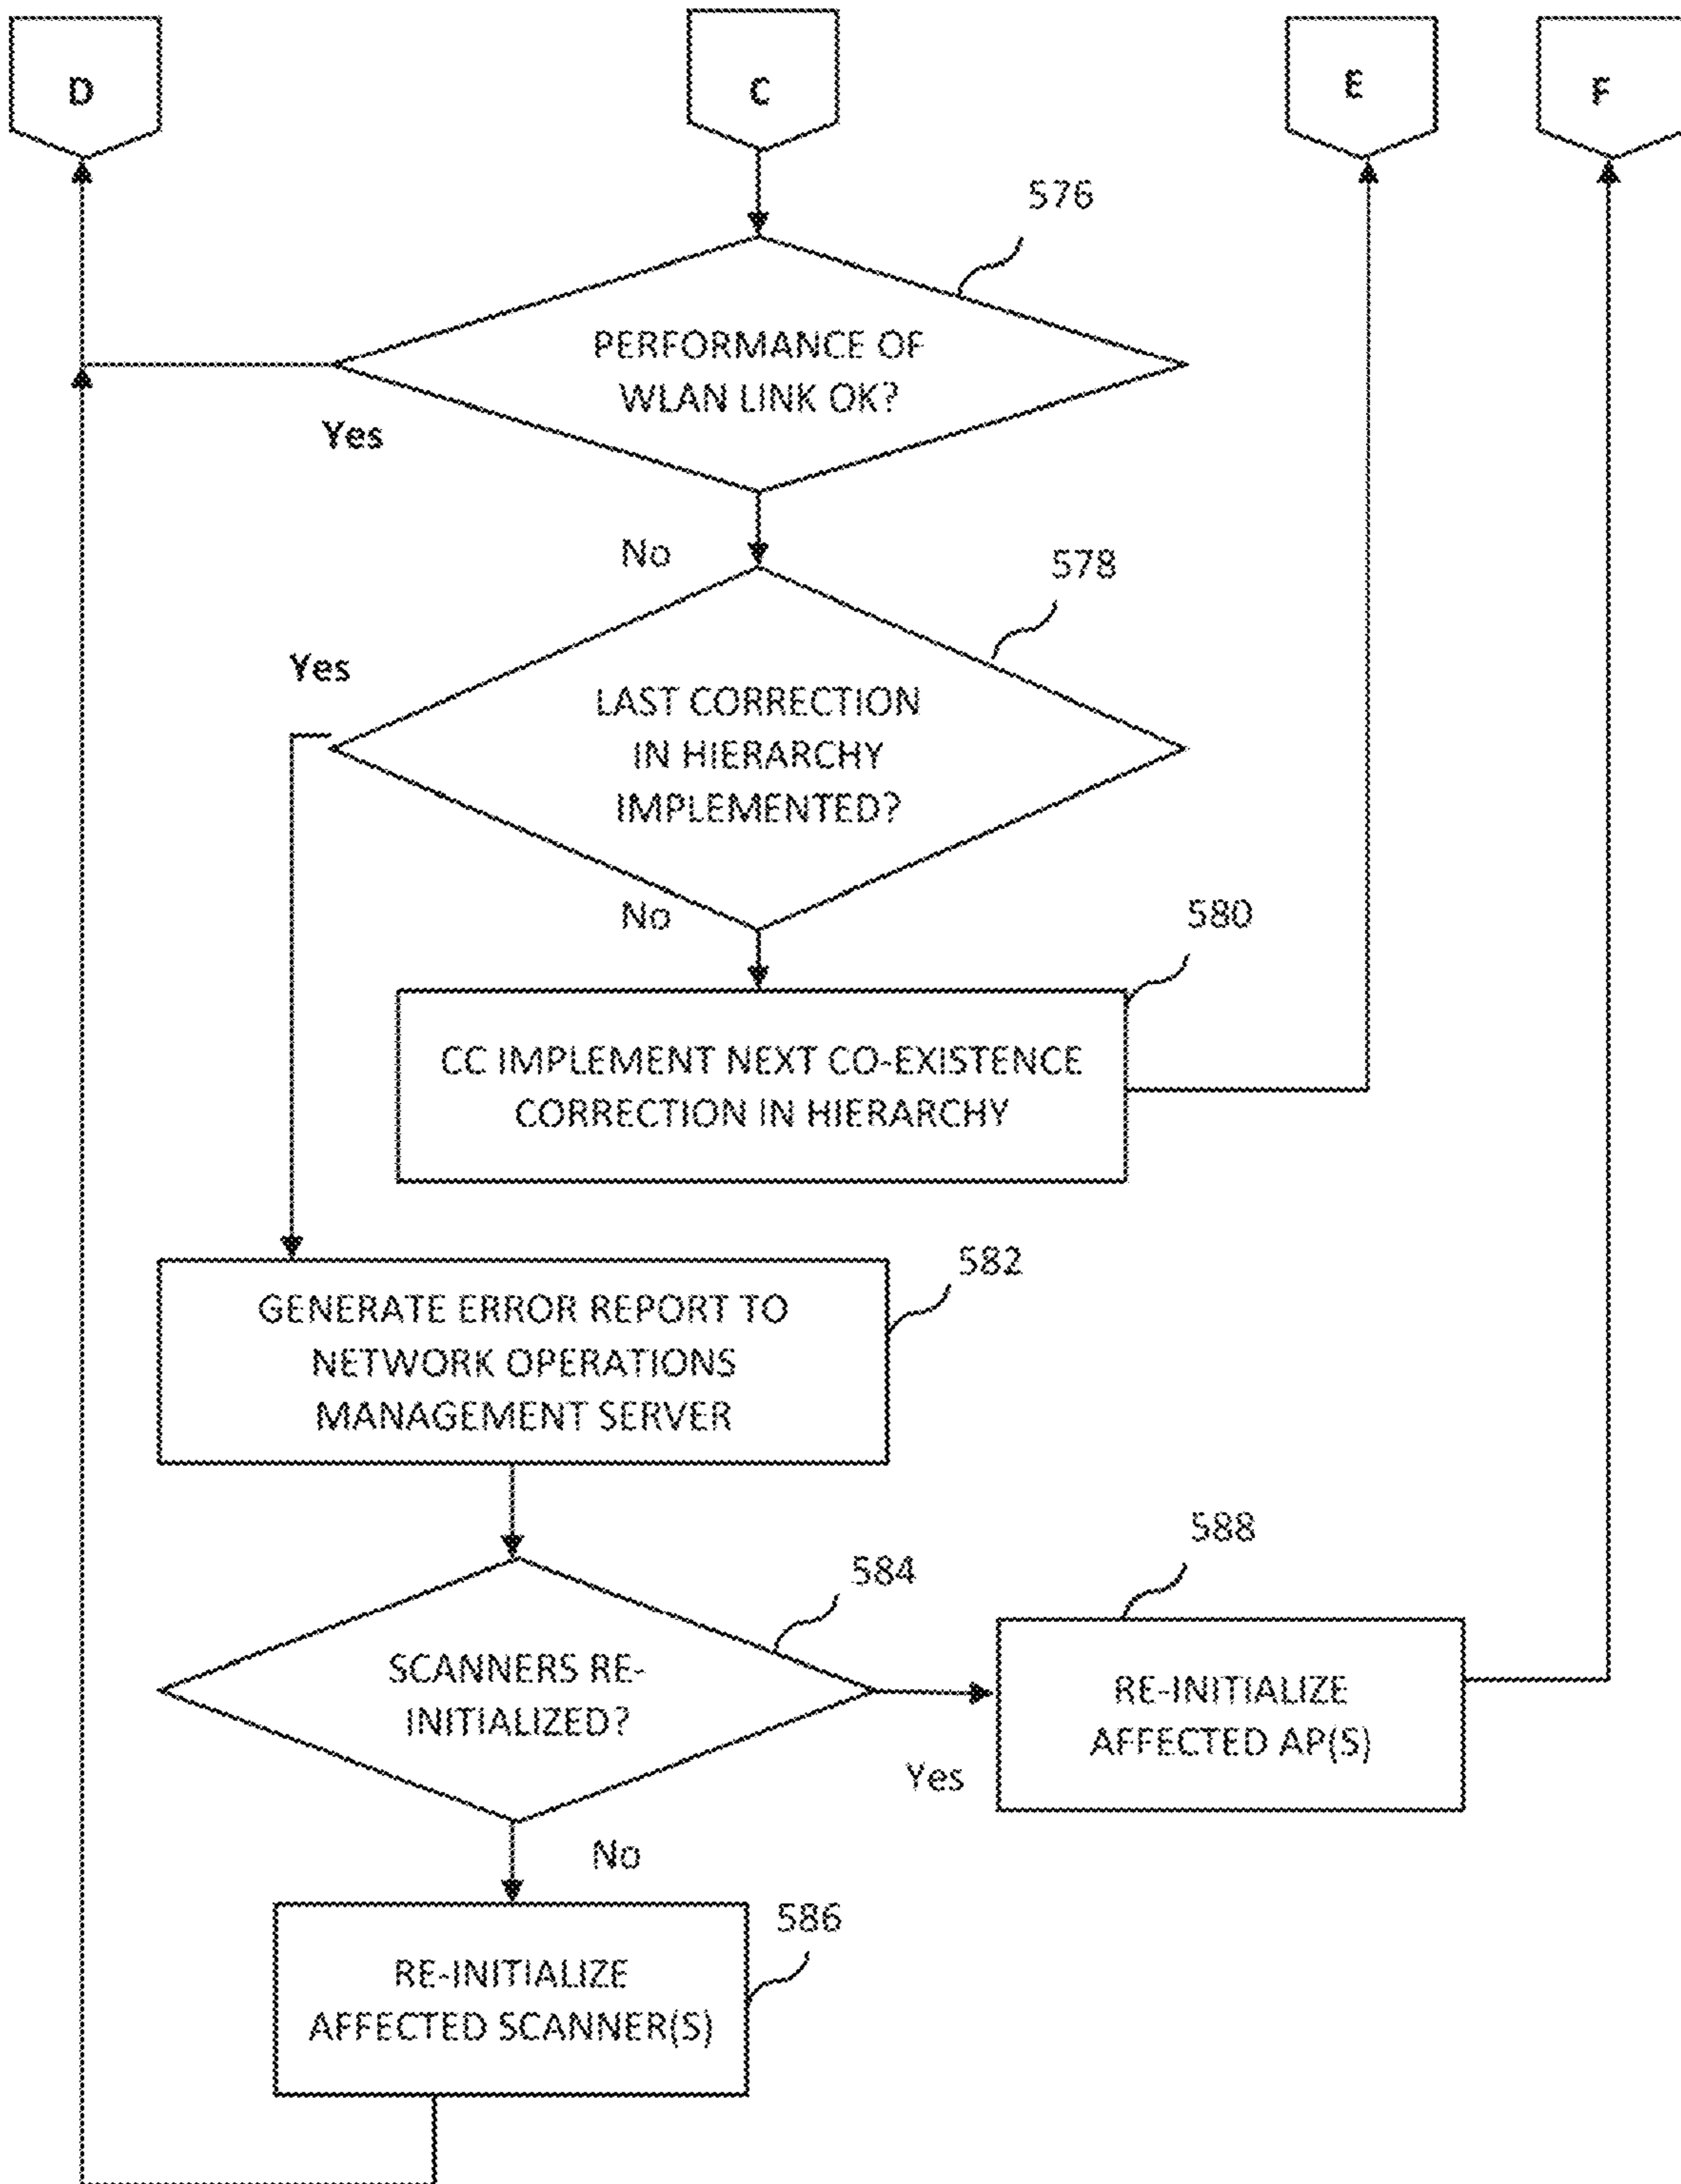 D
C
E
F
576
PERFORMANCE OF
WLAN LINK OK?
Yes
No
578
Yes
LAST CORRECTION
IN HIERARCHY
IMPLEMENTED?
No
580
CC IMPLEMENT NEXT CO-EXISTENCE
CORRECTION IN HIERARCHY
582
GENERATE ERROR REPORT TO
NETWORK OPERATIONS
MANAGEMENT SERVER
584
588
SCANNERS RE-
INITIALIZED?
RE-INITIALIZE
AFFECTED AP(S)
Yes
No
586
RE-INITIALIZE
AFFECTED SCANNER(S)